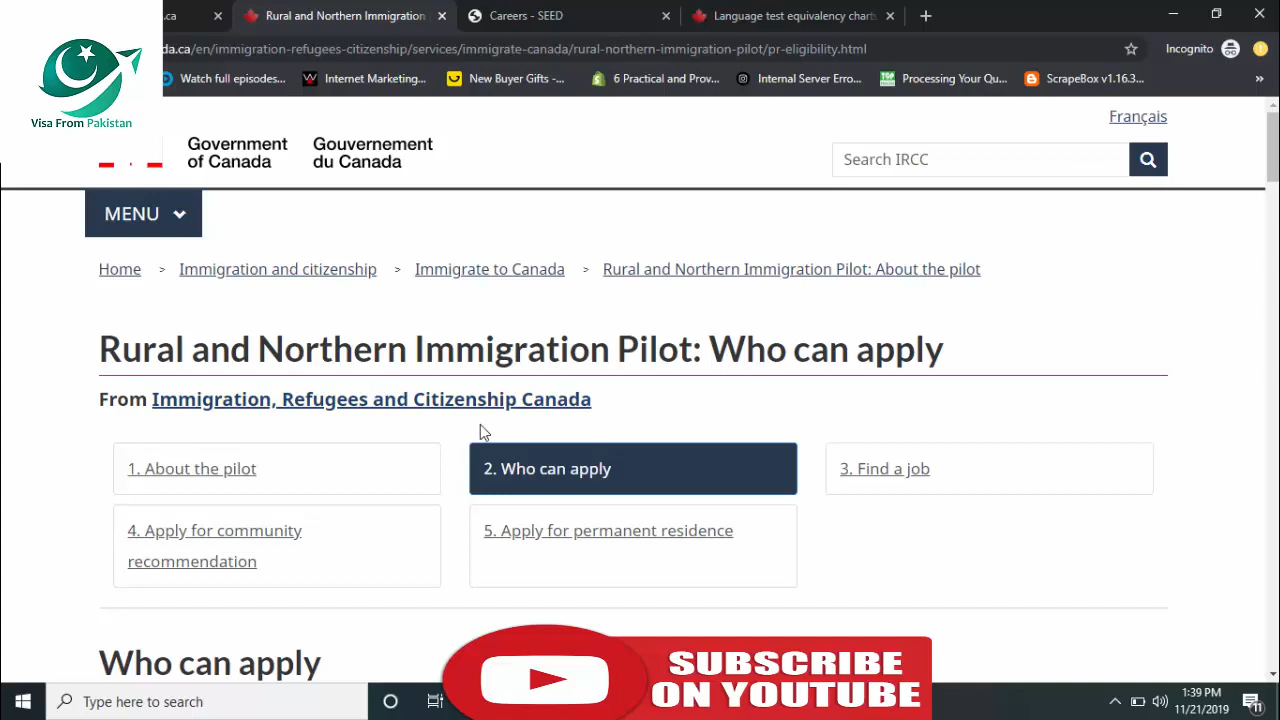 .ca
Rural and Northern Immigration
Careers - SEED
Language test equivalency charts
da.ca/en/immigration-refugees-citizenship/services/immigrate-canada/rural-northern-immigration-pilot/pr-eligibility.html
Incognito
Watch full episodes...
Internet Marketing...
New Buyer Gifts -...
6 Practical and Prov...
Internal Server Erro...
Processing Your Qu...
ScrapeBox v1.16.3...
Visa From Pakistan
Français
Government
of Canada
Gouvernement
du Canada
Search IRCC
MENU
Home > Immigration and citizenship > Immigrate to Canada > Rural and Northern Immigration Pilot: About the pilot
Rural and Northern Immigration Pilot: Who can apply
From Immigration, Refugees and Citizenship Canada
1. About the pilot
2. Who can apply
3. Find a job
4. Apply for community
recommendation
5. Apply for permanent residence
Who can apply
SUBSCRIBE
ON YOUTUBE
Type here to search
1:39 PM
11/21/2019
11